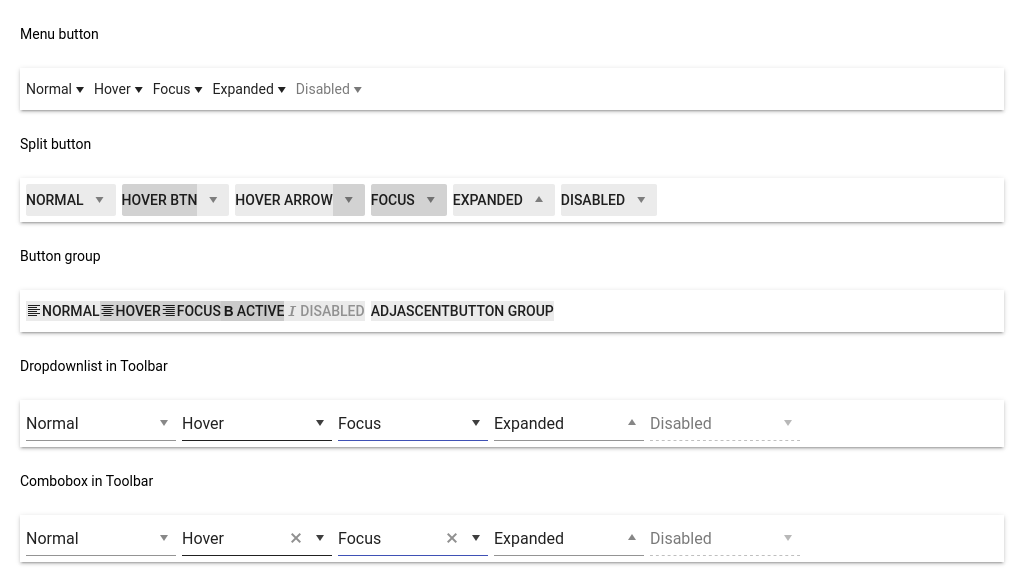 Menu button
Normal Hover Focus Expanded Disabled
Split button
NORMAL HOVER BTN HOVER ARROW FOCUS EXPANDED DISABLED
Button group
NORMAL HOVER FOCUS B ACTIVE I DISABLED ADJASCENTBUTTON GROUP
Dropdownlist in Toolbar
Normal Hover Focus Expanded Disabled
Combobox in Toolbar
Normal Hover Focus Expanded Disabled